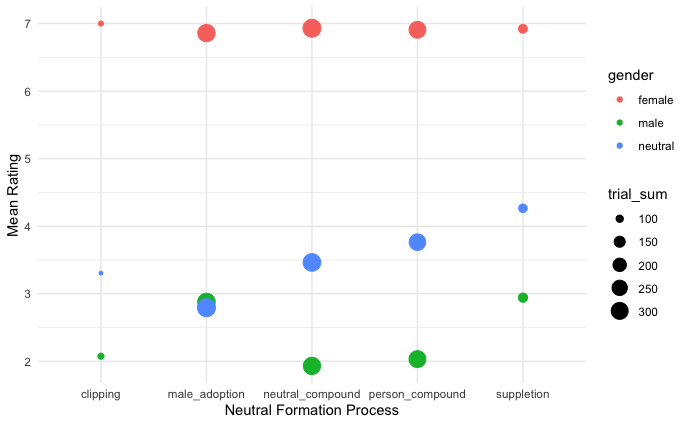 7
6
5
4
3
2
Mean Rating
clipping male_adoption neutral_compound person_compound suppletion
Neutral Formation Process
gender
female
male
neutral
trial_sum
100
150
200
250
300